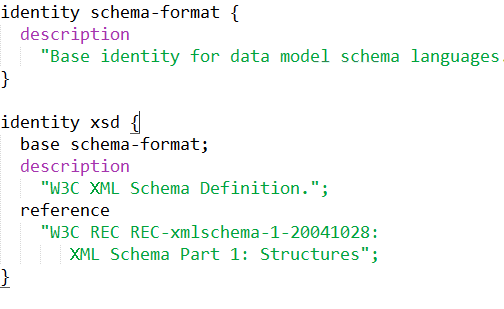 identity schema-format {
  description
    "Base identity for data model schema languages.
}

identity xsd {
  base schema-format;
  description
    "W3C XML Schema Definition.";
  reference
    "W3C REC REC-xmlschema-1-20041028:
       XML Schema Part 1: Structures";
}